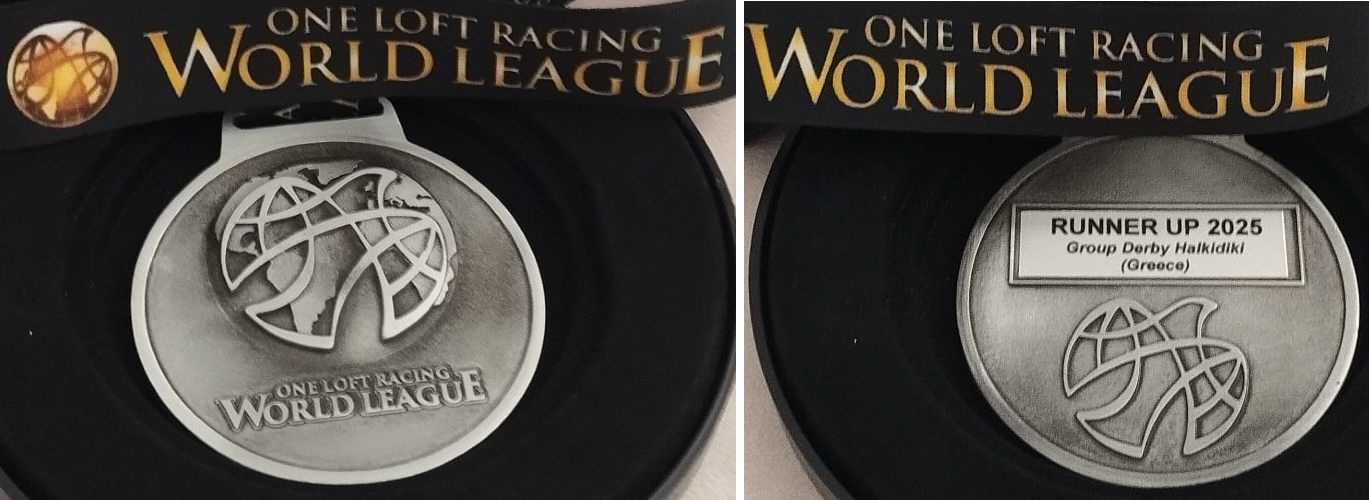 ONE LOFT RACING
WORLD LEAGUE
ONE LOFT RACING
WORLD LEAGUE
ONE LOFT RACING
WORLD LEAGUE
RUNNER UP 2025
Group Derby Halkidiki
(Greece)